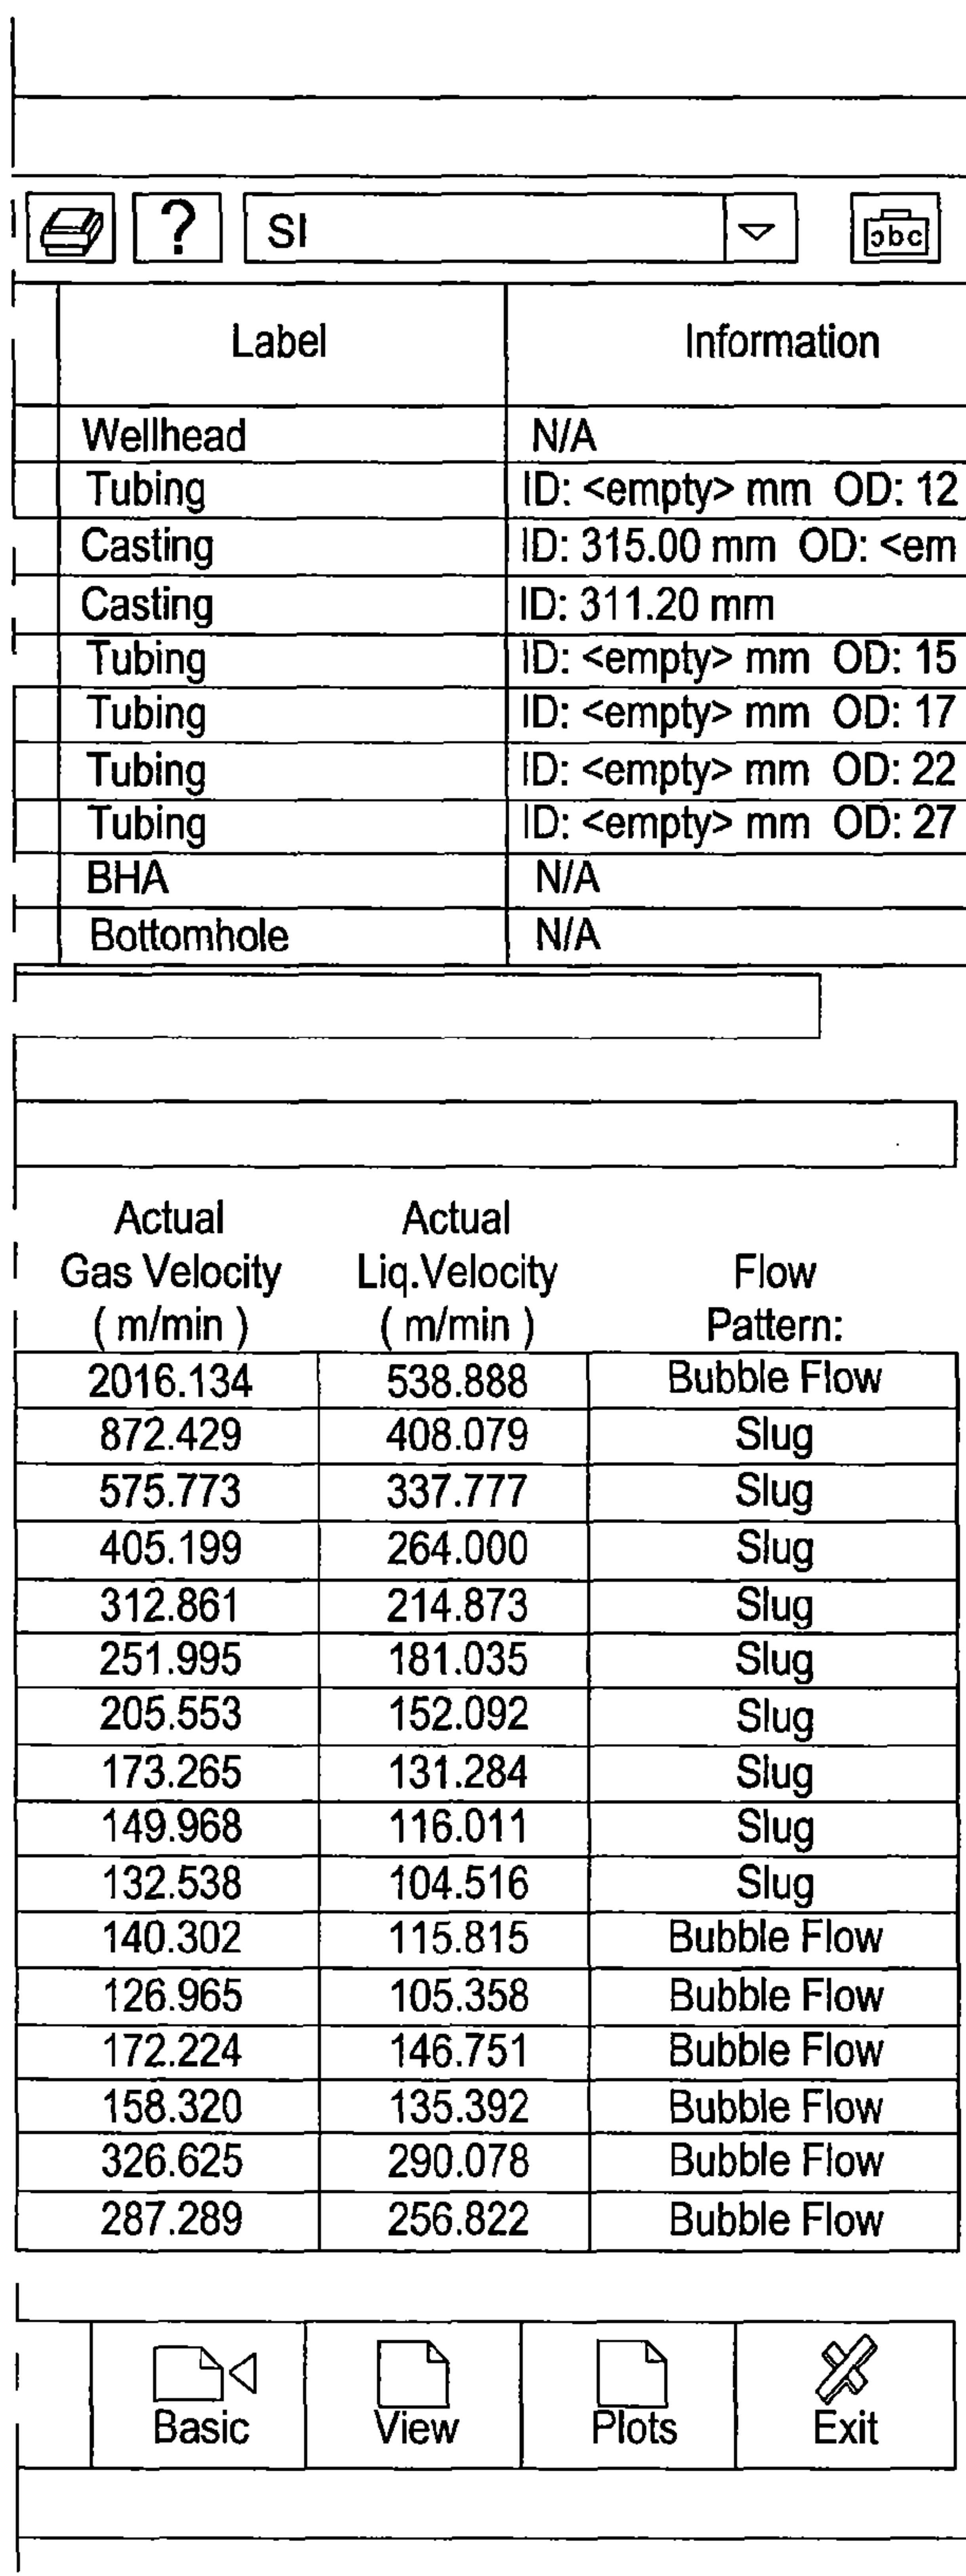 ? SI abc
Label Information
Wellhead N/A
Tubing ID: <empty> mm OD: 12
Casting ID: 315.00 mm OD: <em
Casting ID: 311.20 mm
Tubing ID: <empty> mm OD: 15
Tubing ID: <empty> mm OD: 17
Tubing ID: <empty> mm OD: 22
Tubing ID: <empty> mm OD: 27
BHA N/A
Bottomhole N/A
Actual Actual
Gas Velocity Liq.Velocity Flow
( m/min ) ( m/min ) Pattern:
2016.134 538.888 Bubble Flow
872.429 408.079 Slug
575.773 337.777 Slug
405.199 264.000 Slug
312.861 214.873 Slug
251.995 181.035 Slug
205.553 152.092 Slug
173.265 131.284 Slug
149.968 116.011 Slug
132.538 104.516 Slug
140.302 115.815 Bubble Flow
126.965 105.358 Bubble Flow
172.224 146.751 Bubble Flow
158.320 135.392 Bubble Flow
326.625 290.078 Bubble Flow
287.289 256.822 Bubble Flow
Basic View Plots Exit